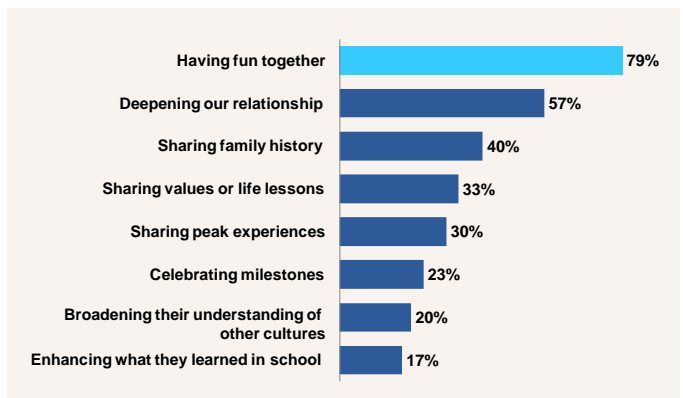 Having fun together 79%
Deepening our relationship 57%
Sharing family history 40%
Sharing values or life lessons 33%
Sharing peak experiences 30%
Celebrating milestones 23%
Broadening their understanding of
other cultures 20%
Enhancing what they learned in school 17%